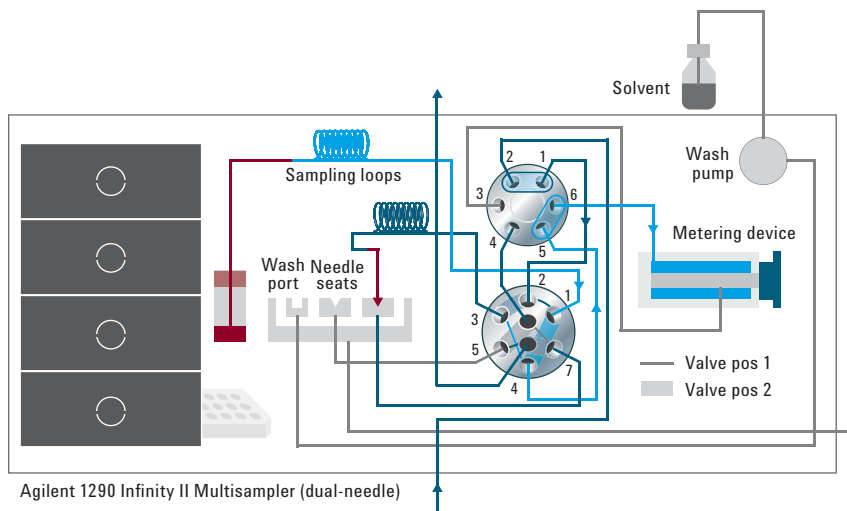 Solvent
Wash
pump
Sampling loops
2
1
3
6
4
5
Metering device
Wash
port
Needle
seats
2
1
3
5
4
7
Valve pos 1
Valve pos 2
Agilent 1290 Infinity II Multisampler (dual-needle)